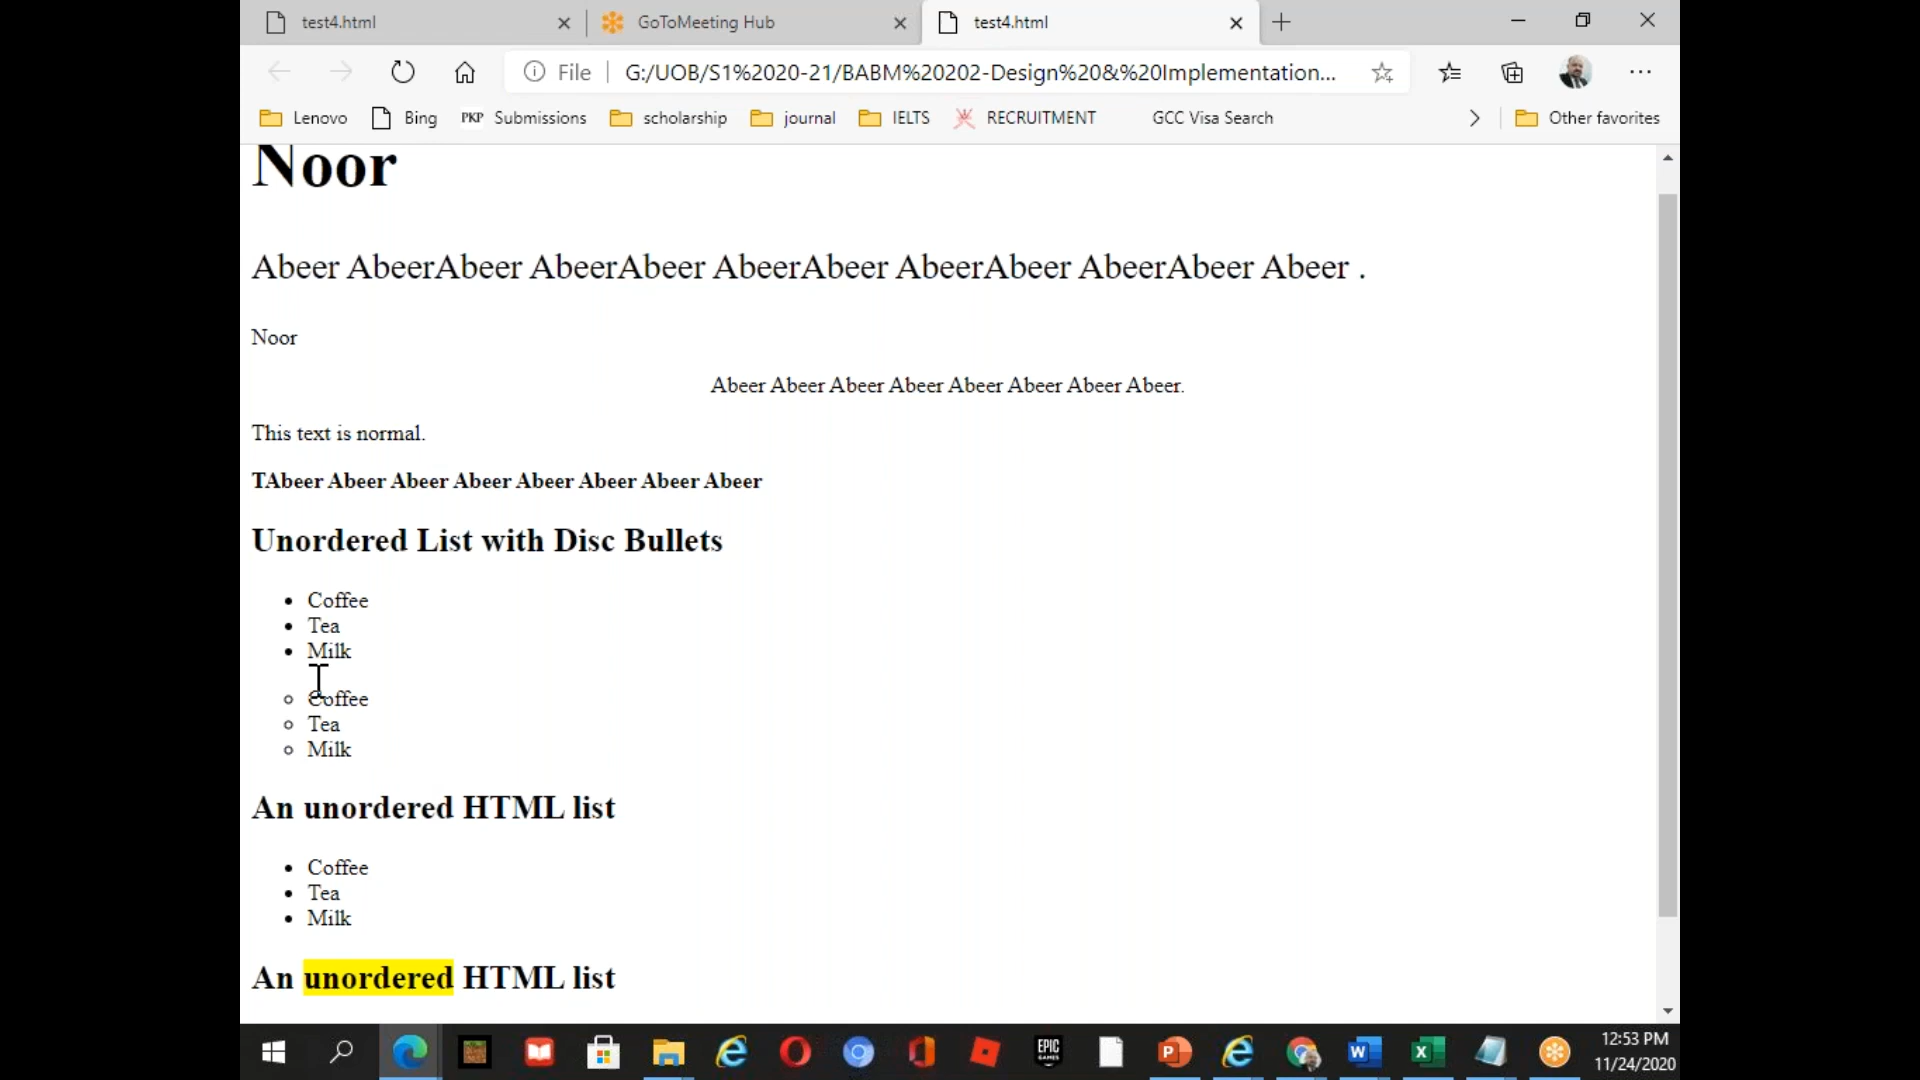 test4.html
GoToMeeting Hub
test4.html
File
G:/UOB/S1%2020-21/BABM%20202-Design%20&%20Implementation...
Lenovo
Bing
PKP Submissions
scholarship
journal
IELTS
RECRUITMENT
GCC Visa Search
Other favorites
Noor
Abeer AbeerAbeer AbeerAbeer AbeerAbeer AbeerAbeer AbeerAbeer Abeer .
Noor
Abeer Abeer Abeer Abeer Abeer Abeer Abeer Abeer.
This text is normal.
TAbeer Abeer Abeer Abeer Abeer Abeer Abeer Abeer
Unordered List with Disc Bullets
Coffee
Tea
Milk
Coffee
Tea
Milk
An unordered HTML list
Coffee
Tea
Milk
An unordered HTML list
EPIC
GAMES
12:53 PM
11/24/2020